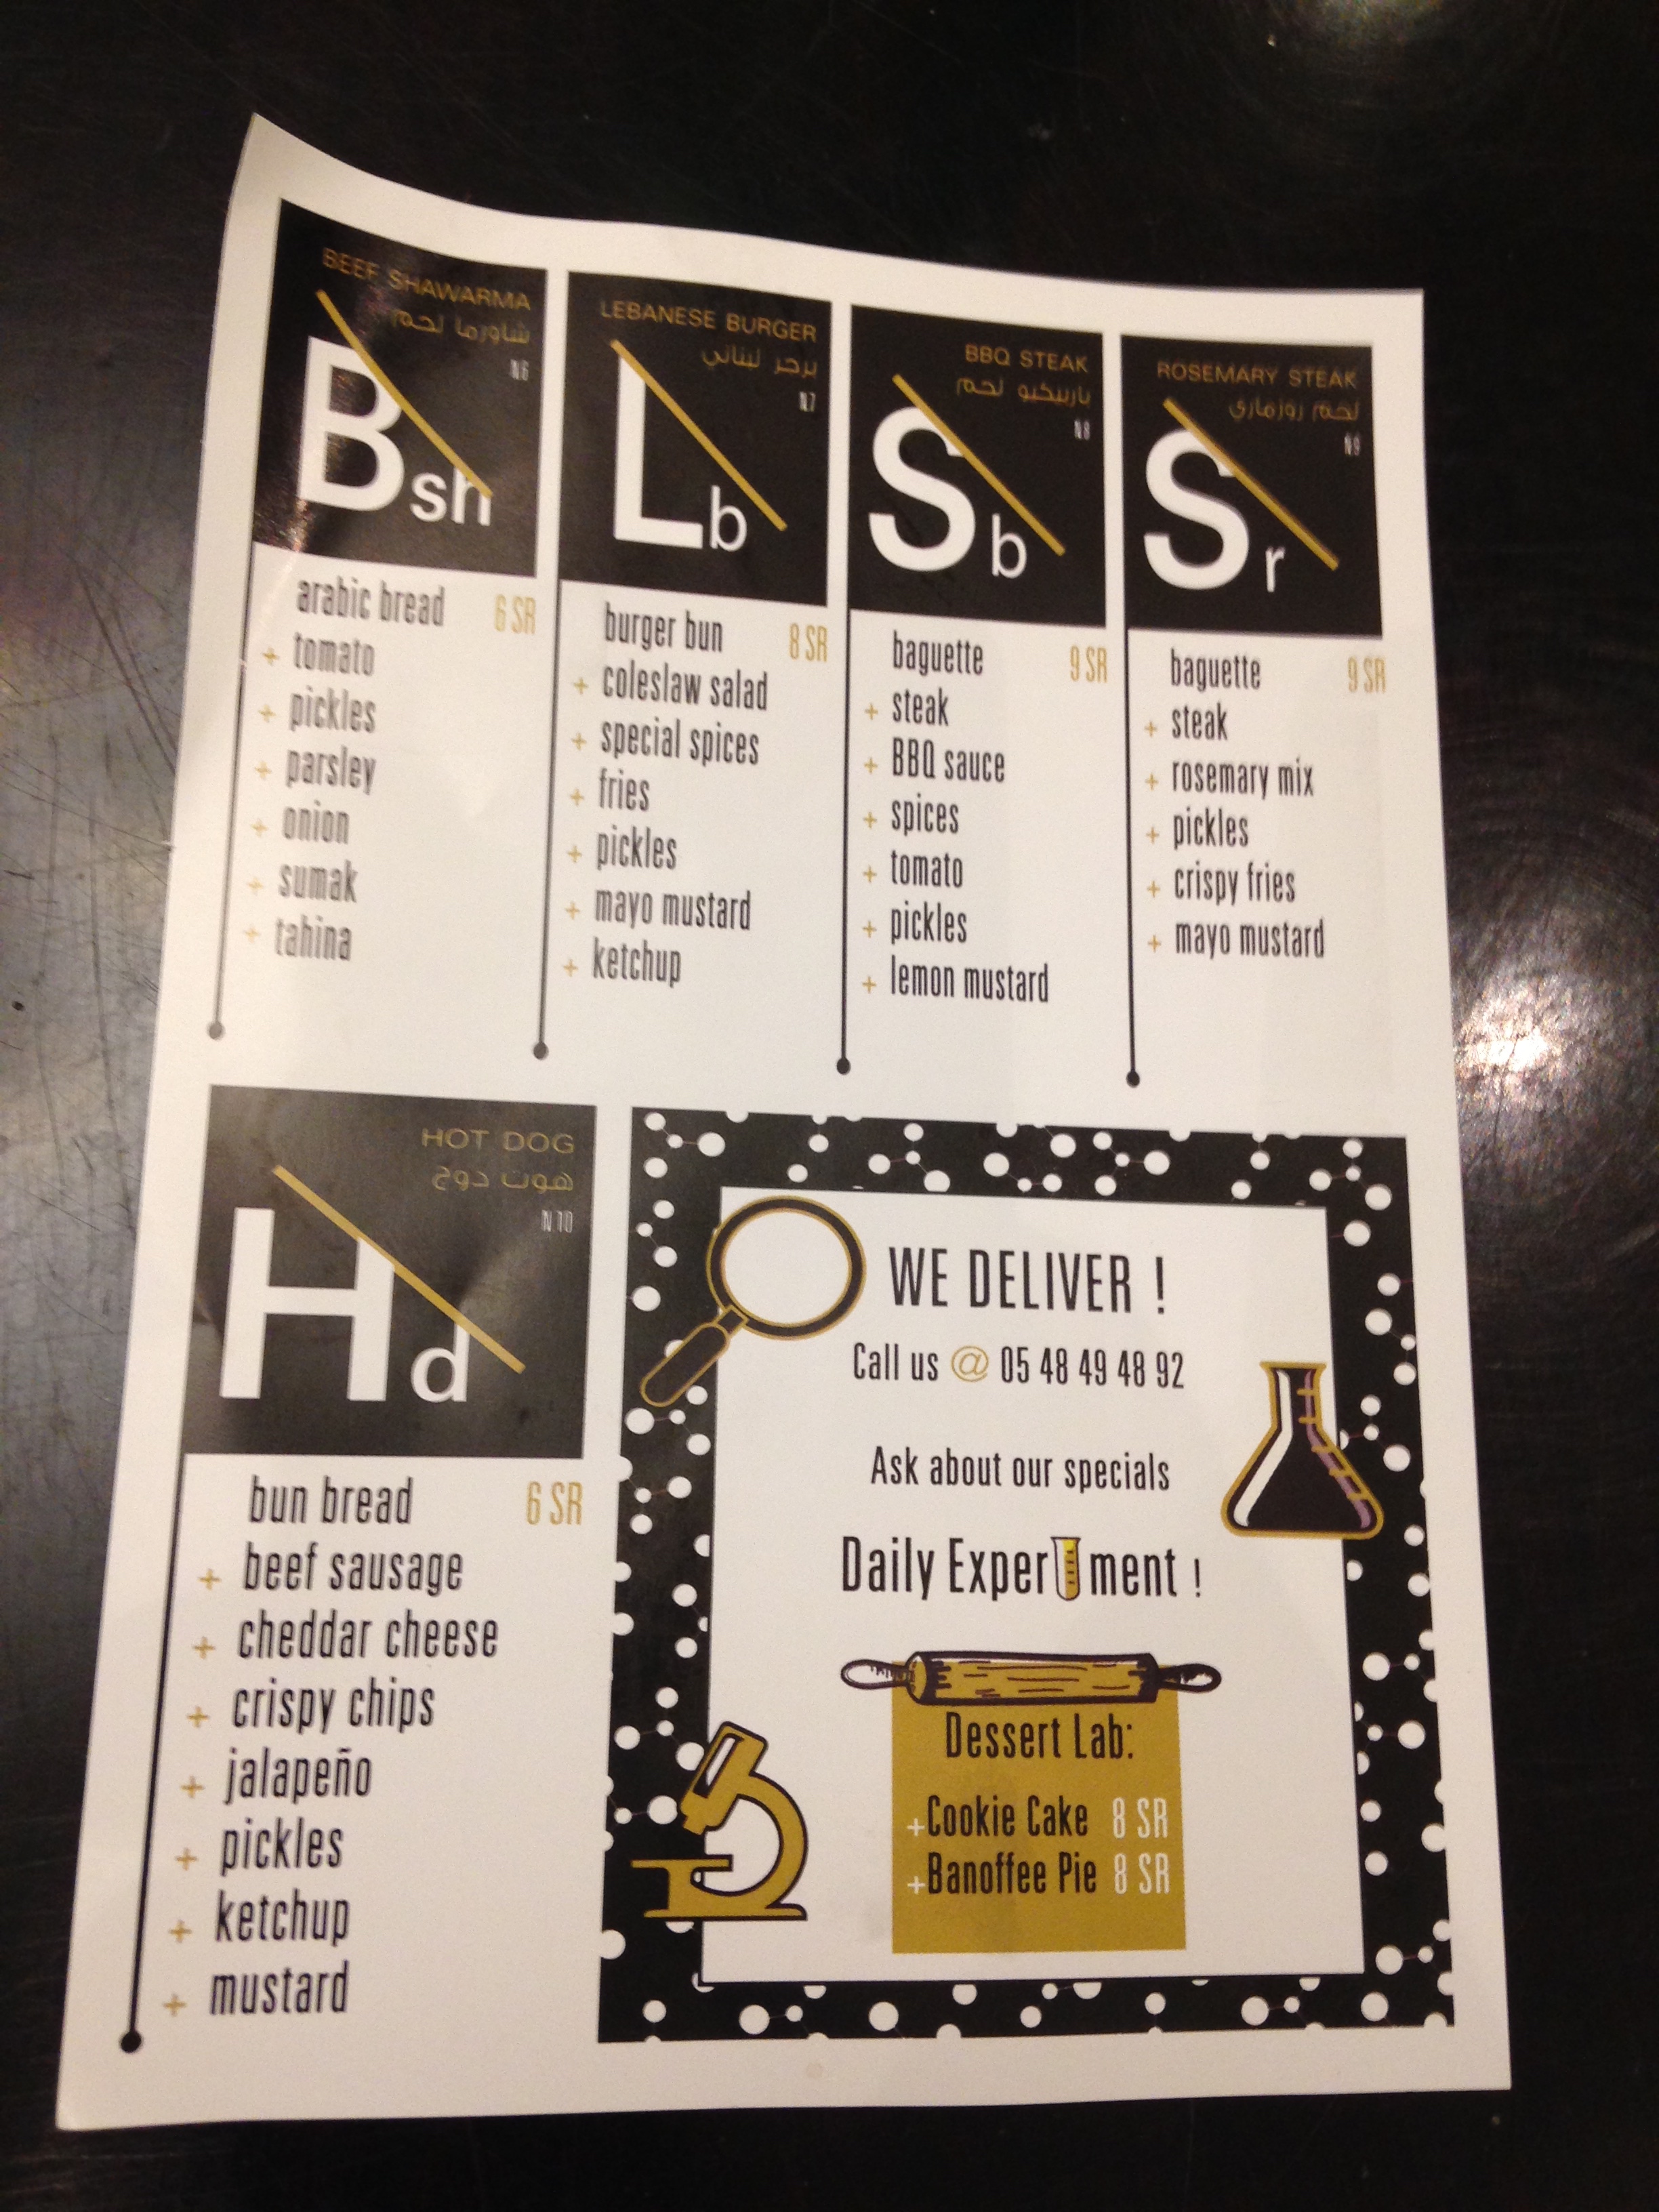 BEEF SHAWARMA
شاورما لحم
N6
Bsh
arabic bread 6 SR
+ tomato
+ pickles
+ parsley
+ onion
+ sumak
+ tahina
LEBANESE BURGER
برجر لبناني
N7
Lb
burger bun 8 SR
+ coleslaw salad
+ special spices
+ fries
+ pickles
+ mayo mustard
+ ketchup
BBQ STEAK
باربيكيو لحم
N8
Sb
baguette 9 SR
+ steak
+ BBQ sauce
+ spices
+ tomato
+ pickles
+ lemon mustard
ROSEMARY STEAK
لحم روزماري
N9
Sr
baguette 9 SR
+ steak
+ rosemary mix
+ pickles
+ crispy fries
+ mayo mustard
HOT DOG
هوت دوج
N10
Hd
bun bread 6 SR
+ beef sausage
+ cheddar cheese
+ crispy chips
+ jalapeño
+ pickles
+ ketchup
+ mustard
WE DELIVER !
Call us @ 05 48 49 48 92
Ask about our specials
Daily Experiment !
Dessert Lab:
+Cookie Cake 8 SR
+Banoffee Pie 8 SR